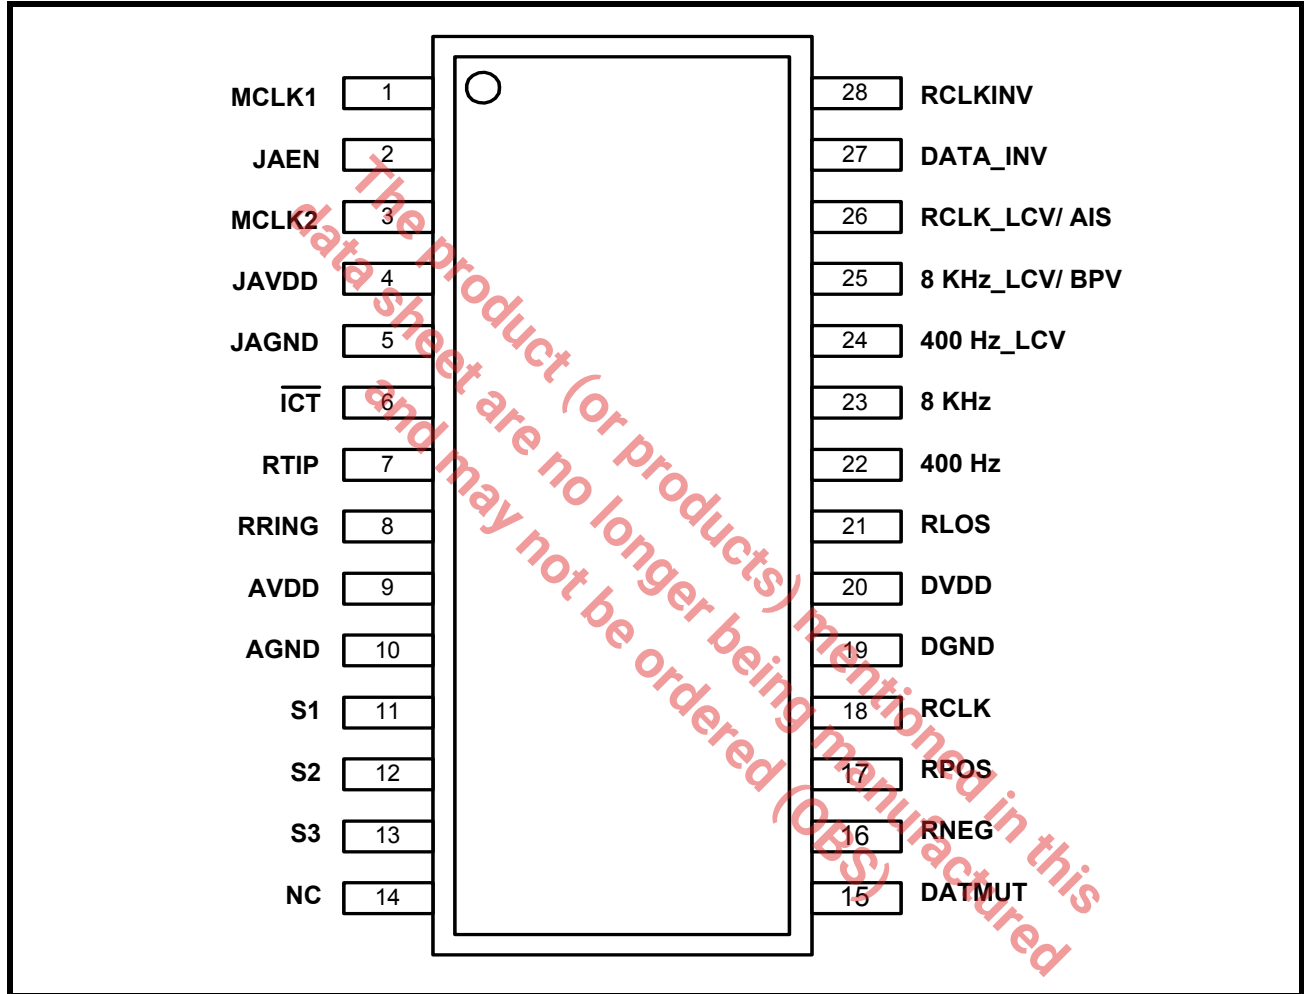 MCLK1 1
JAEN 2
MCLK2 3
JAVDD 4
JAGND 5
ICT 6
RTIP 7
RRING 8
AVDD 9
AGND 10
S1 11
S2 12
S3 13
NC 14
28 RCLKINV
27 DATA_INV
26 RCLK_LCV/ AIS
25 8 KHz_LCV/ BPV
24 400 Hz_LCV
23 8 KHz
22 400 Hz
21 RLOS
20 DVDD
19 DGND
18 RCLK
17 RPOS
16 RNEG
15 DATMUT
The product (or products) mentioned in this
data sheet are no longer being manufactured
and may not be ordered (OBS)